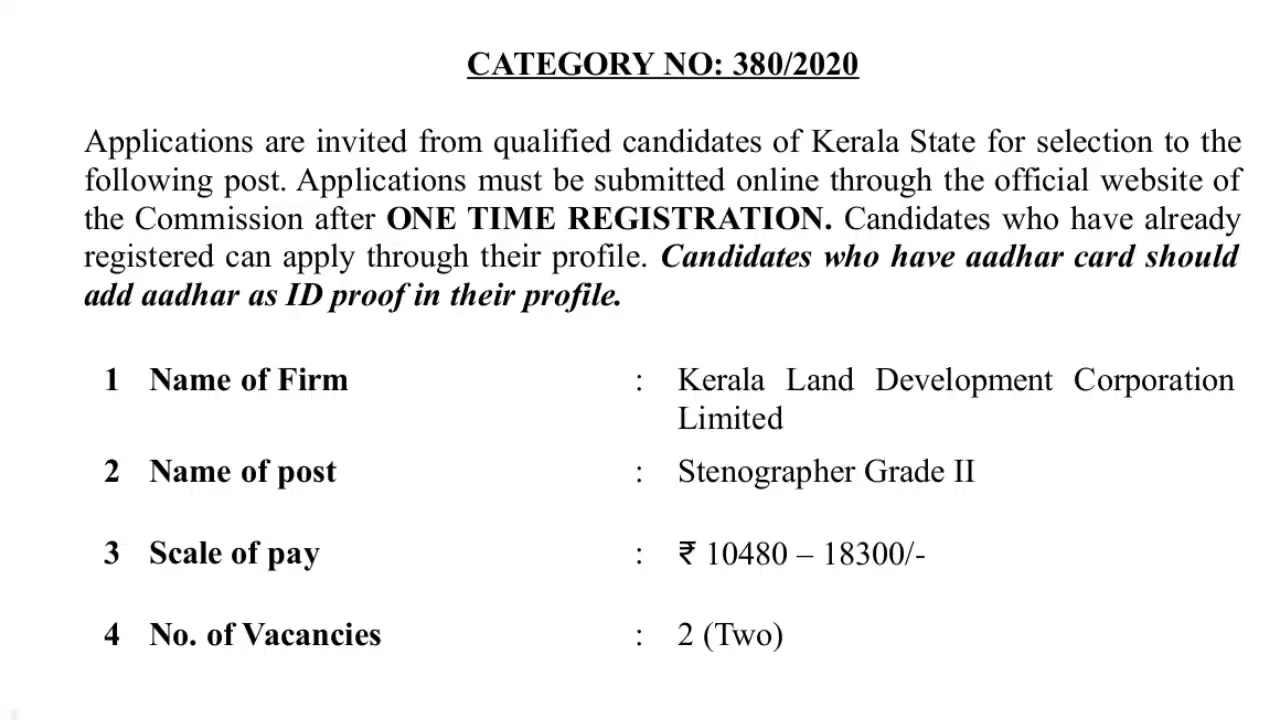 CATEGORY NO: 380/2020
Applications are invited from qualified candidates of Kerala State for selection to the
following post. Applications must be submitted online through the official website of
the Commission after ONE TIME REGISTRATION. Candidates who have already
registered can apply through their profile. Candidates who have aadhar card should
add aadhar as ID proof in their profile.
1 Name of Firm : Kerala Land Development Corporation
Limited
2 Name of post : Stenographer Grade II
3 Scale of pay : ₹ 10480 – 18300/-
4 No. of Vacancies : 2 (Two)